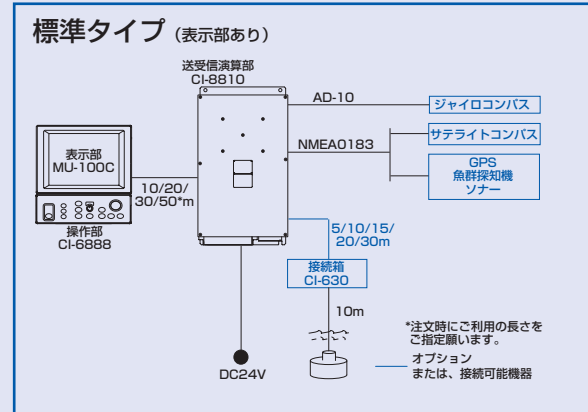 標準タイプ（表示部あり）
送受信演算部
CI-8810
AD-10
ジャイロコンパス
サテライトコンパス
NMEA0183
GPS
魚群探知機
ソナー
表示部
MU-100C
10/20/
30/50*m
操作部
CI-6888
5/10/15/
20/30m
接続箱
CI-630
10m
*注文時にご利用の長さを
ご指定願います。
オプション
または、接続可能機器
DC24V